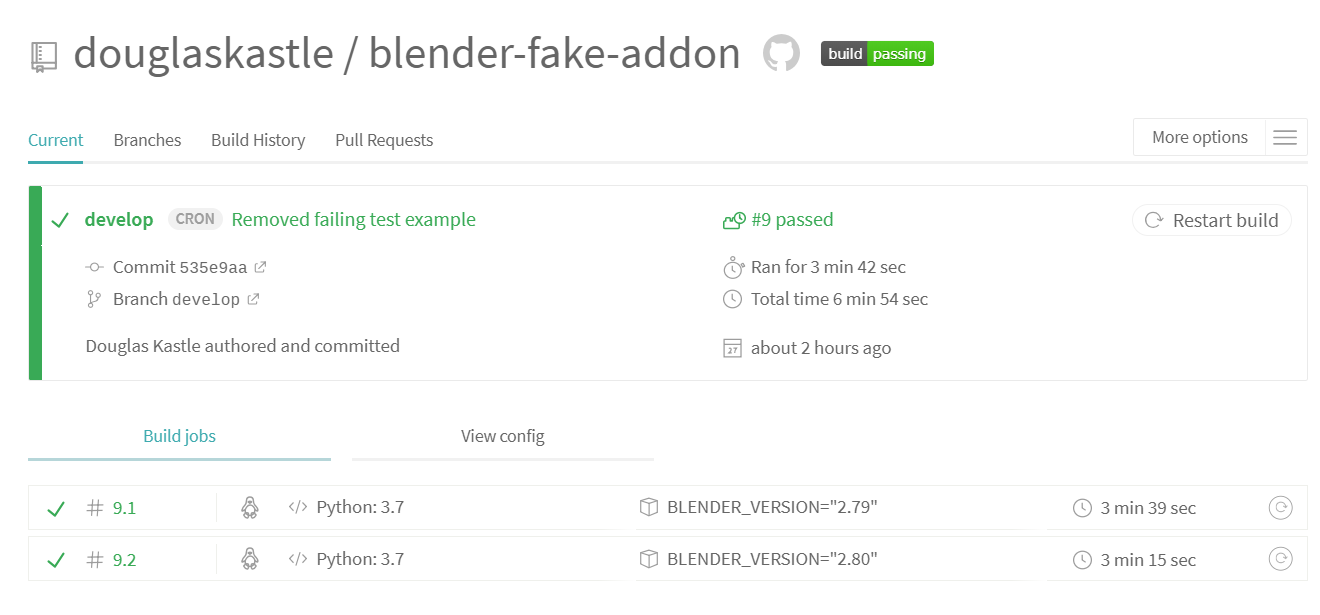 douglaskastle / blender-fake-addon build passing
Current Branches Build History Pull Requests More options
develop CRON Removed failing test example #9 passed Restart build
Commit 535e9aa Ran for 3 min 42 sec
Branch develop Total time 6 min 54 sec
Douglas Kastle authored and committed about 2 hours ago
Build jobs View config
# 9.1 </> Python: 3.7 BLENDER_VERSION="2.79" 3 min 39 sec
# 9.2 </> Python: 3.7 BLENDER_VERSION="2.80" 3 min 15 sec